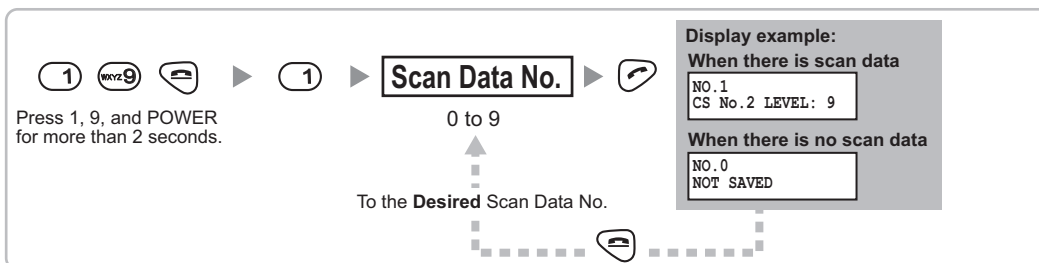 1) WXYZ9 1) Scan Data No.
Press 1, 9, and POWER
for more than 2 seconds.
0 to 9
To the Desired Scan Data No.
Display example:
When there is scan data
NO.1
CS No.2 LEVEL: 9
When there is no scan data
NO.0
NOT SAVED